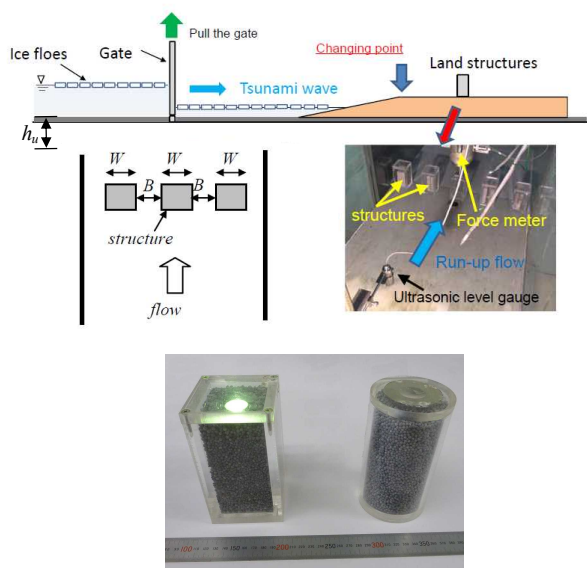 Pull the gate
Ice floes
Gate
Tsunami wave
Changing point
Land structures
h_u
W W W
B B
structure
flow
structures
Force meter
Run-up flow
Ultrasonic level gauge
100 150 200 250 300 350